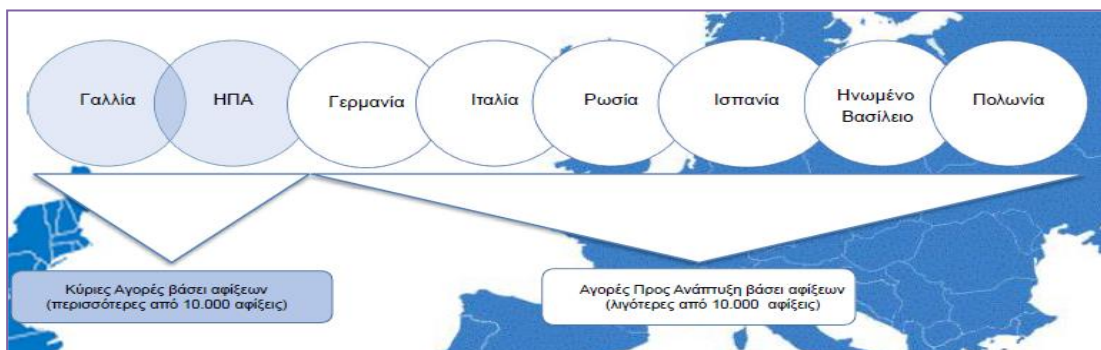 Γαλλία
ΗΠΑ
Γερμανία
Ιταλία
Ρωσία
Ισπανία
Ηνωμένο
Βασίλειο
Πολωνία
Κύριες Αγορές βάσει αφίξεων
(περισσότερες από 10.000 αφίξεις)
Αγορές Προς Ανάπτυξη βάσει αφίξεων
(λιγότερες από 10.000 αφίξεις)